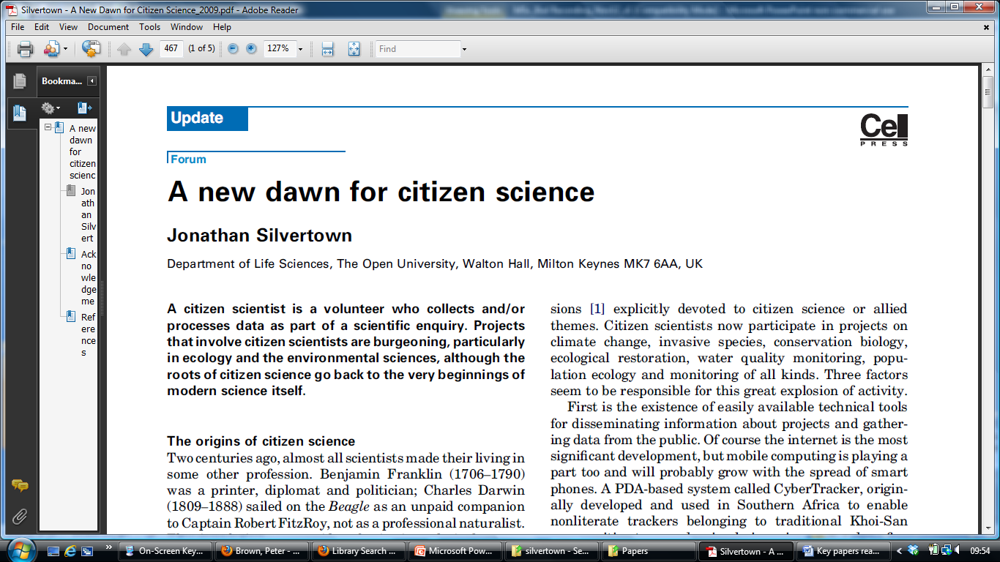 Silvertown - A New Dawn for Citizen Science_2009.pdf - Adobe Reader
File Edit View Document Tools Window Help
467 (1 of 5) 127% Find
Bookma...
A new
dawn
for
citizen
scienc
Jon
ath
an
Silv
ert
Ack
no
wle
dge
me
Ref
ere
nce
s
Update
Cell
PRESS
Forum
A new dawn for citizen science
Jonathan Silvertown
Department of Life Sciences, The Open University, Walton Hall, Milton Keynes MK7 6AA, UK
A citizen scientist is a volunteer who collects and/or
processes data as part of a scientific enquiry. Projects
that involve citizen scientists are burgeoning, particularly
in ecology and the environmental sciences, although the
roots of citizen science go back to the very beginnings of
modern science itself.
The origins of citizen science
Two centuries ago, almost all scientists made their living in
some other profession. Benjamin Franklin (1706–1790)
was a printer, diplomat and politician; Charles Darwin
(1809–1888) sailed on the Beagle as an unpaid companion
to Captain Robert FitzRoy, not as a professional naturalist.
sions [1] explicitly devoted to citizen science or allied
themes. Citizen scientists now participate in projects on
climate change, invasive species, conservation biology,
ecological restoration, water quality monitoring, popu-
lation ecology and monitoring of all kinds. Three factors
seem to be responsible for this great explosion of activity.
First is the existence of easily available technical tools
for disseminating information about projects and gather-
ing data from the public. Of course the internet is the most
significant development, but mobile computing is playing a
part too and will probably grow with the spread of smart
phones. A PDA-based system called CyberTracker, origin-
ally developed and used in Southern Africa to enable
nonliterate trackers belonging to traditional Khoi-San
On-Screen Key... Brown, Peter - ... Library Search ... Microsoft Pow... silvertown - Se... Papers Silvertown - A ... Key papers rea... 09:54